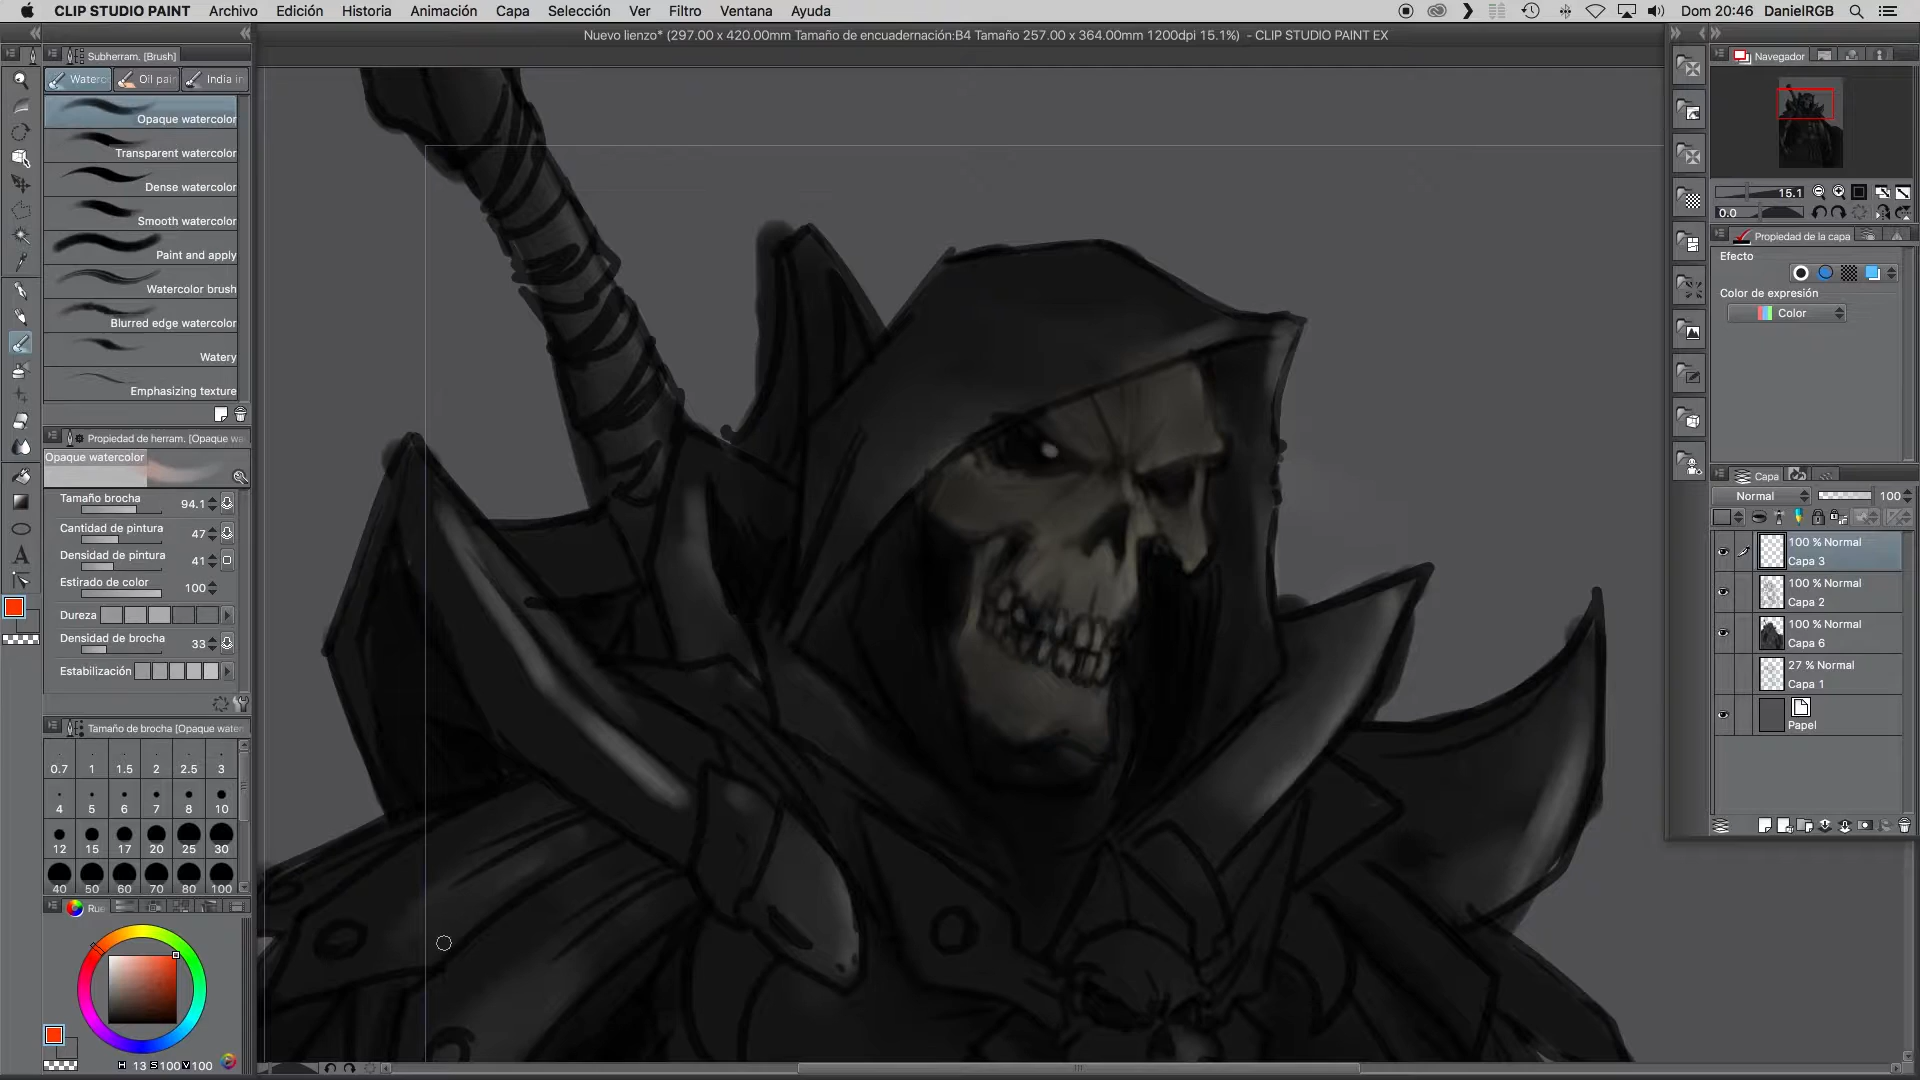 CLIP STUDIO PAINT Archivo Edición Historia Animación Capa Selección Ver Filtro Ventana Ayuda Dom 20:46 DanielRGB
Nuevo lienzo* (297.00 x 420.00mm Tamaño de encuadernación:B4 Tamaño 257.00 x 364.00mm 1200dpi 15.1%) - CLIP STUDIO PAINT EX
Subherram, [Brush]
Oil pain
Opaque watercolor
Transparent watercolor
Dense watercolor
Smooth watercolor
Paint and apply
Watercolor brush
Blurred edge watercolor
Watery
Emphasizing texture
Propiedad de herram. [Opaque wa
Opaque watercolor
Tamaño brocha 94.1
Cantidad de pintura 47
Densidad de pintura 41
Estirado de color 100
Dureza
Densidad de brocha 33
Estabilización
Tamaño de brocha [Opaque water
0.7 1 1.5 2 2.5 3
4 5 6 7 8 10
12 15 17 20 25 30
40 50 60 70 80 100
Rue
H 13 S 100 V 100
Navegador
15.1
0.0
Propiedad de la capa
Efecto
Color de expresión
Color
Capa
Normal 100
100 % Normal
Capa 3
100 % Normal
Capa 2
100 % Normal
Capa 6
27 % Normal
Capa 1
Papel